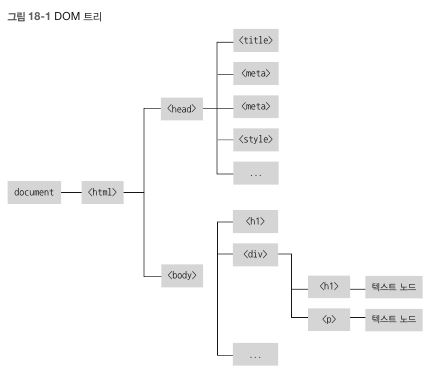 그림 18-1 DOM 트리
<title>
<meta>
<head>
<meta>
<style>
...
document
<html>
<h1>
<div>
<body>
<h1>
텍스트 노드
<p>
텍스트 노드
...